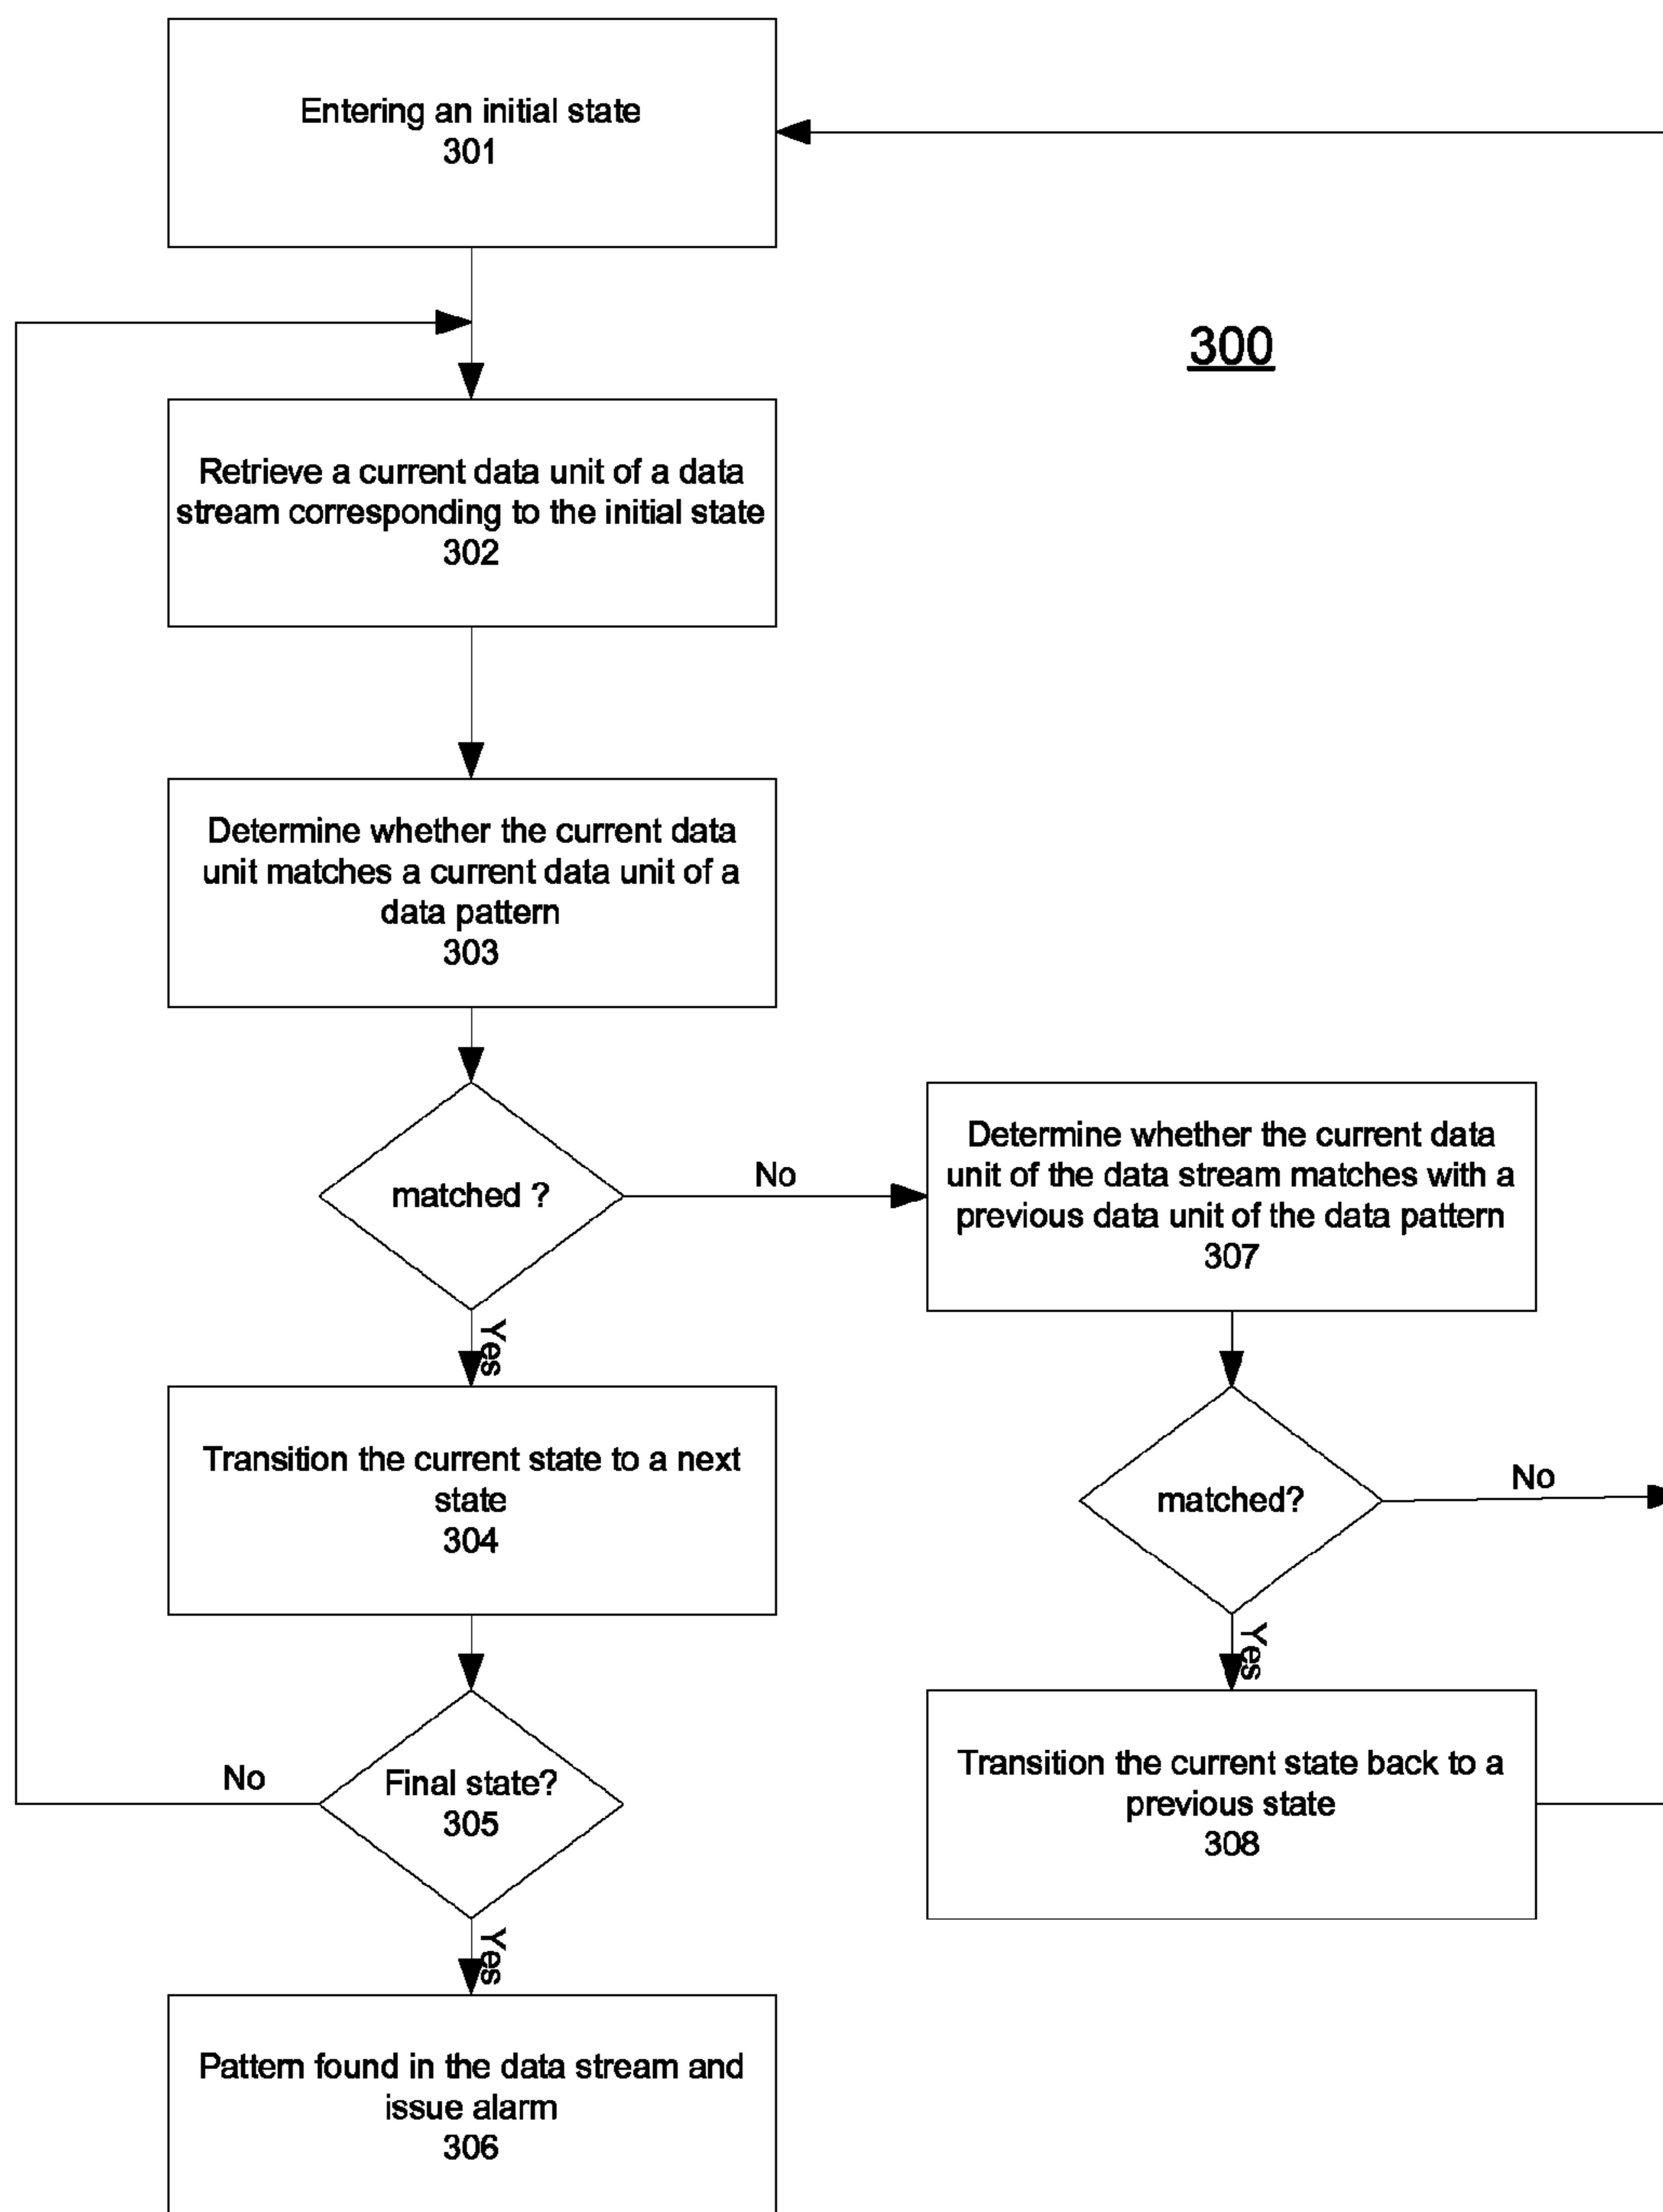 Entering an initial state
301
300
Retrieve a current data unit of a data
stream corresponding to the initial state
302
Determine whether the current data
unit matches a current data unit of a
data pattern
303
matched ?
No
Determine whether the current data
unit of the data stream matches with a
previous data unit of the data pattern
307
Yes
Transition the current state to a next
state
304
matched?
No
Yes
Final state?
305
No
Transition the current state back to a
previous state
308
Yes
Pattern found in the data stream and
issue alarm
306